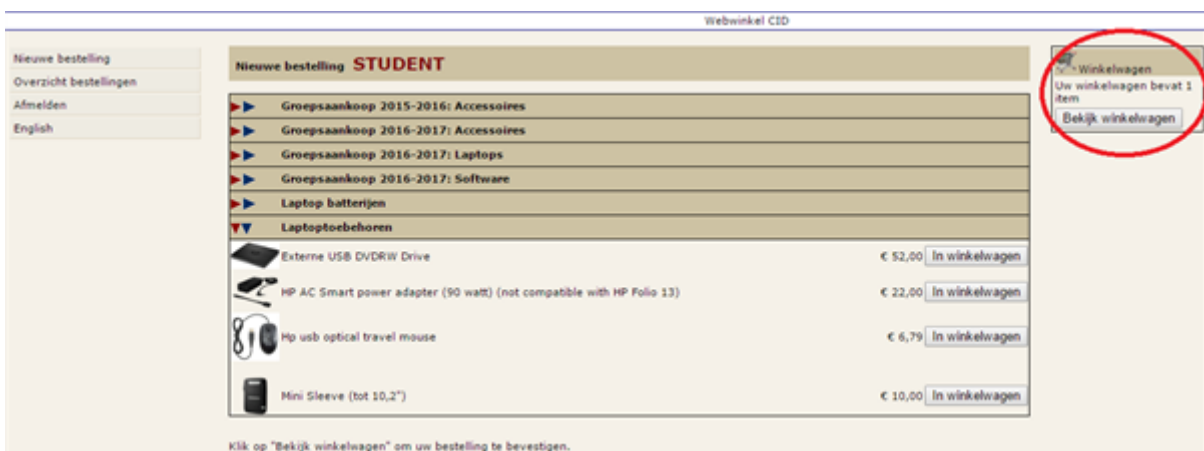 Webwinkel CID
Nieuwe bestelling
Overzicht bestellingen
Afmelden
English
Nieuwe bestelling STUDENT
Groepsaankoop 2015-2016: Accessoires
Groepsaankoop 2016-2017: Accessoires
Groepsaankoop 2016-2017: Laptops
Groepsaankoop 2016-2017: Software
Laptop batterijen
Laptoptoebehoren
Externe USB DVDRW Drive € 52,00 In winkelwagen
HP AC Smart power adapter (90 watt) (not compatible with HP Folio 13) € 22,00 In winkelwagen
Hp usb optical travel mouse € 6,79 In winkelwagen
Mini Sleeve (tot 10,2") € 10,00 In winkelwagen
Klik op "Bekijk winkelwagen" om uw bestelling te bevestigen.
Winkelwagen
Uw winkelwagen bevat 1
item
Bekijk winkelwagen